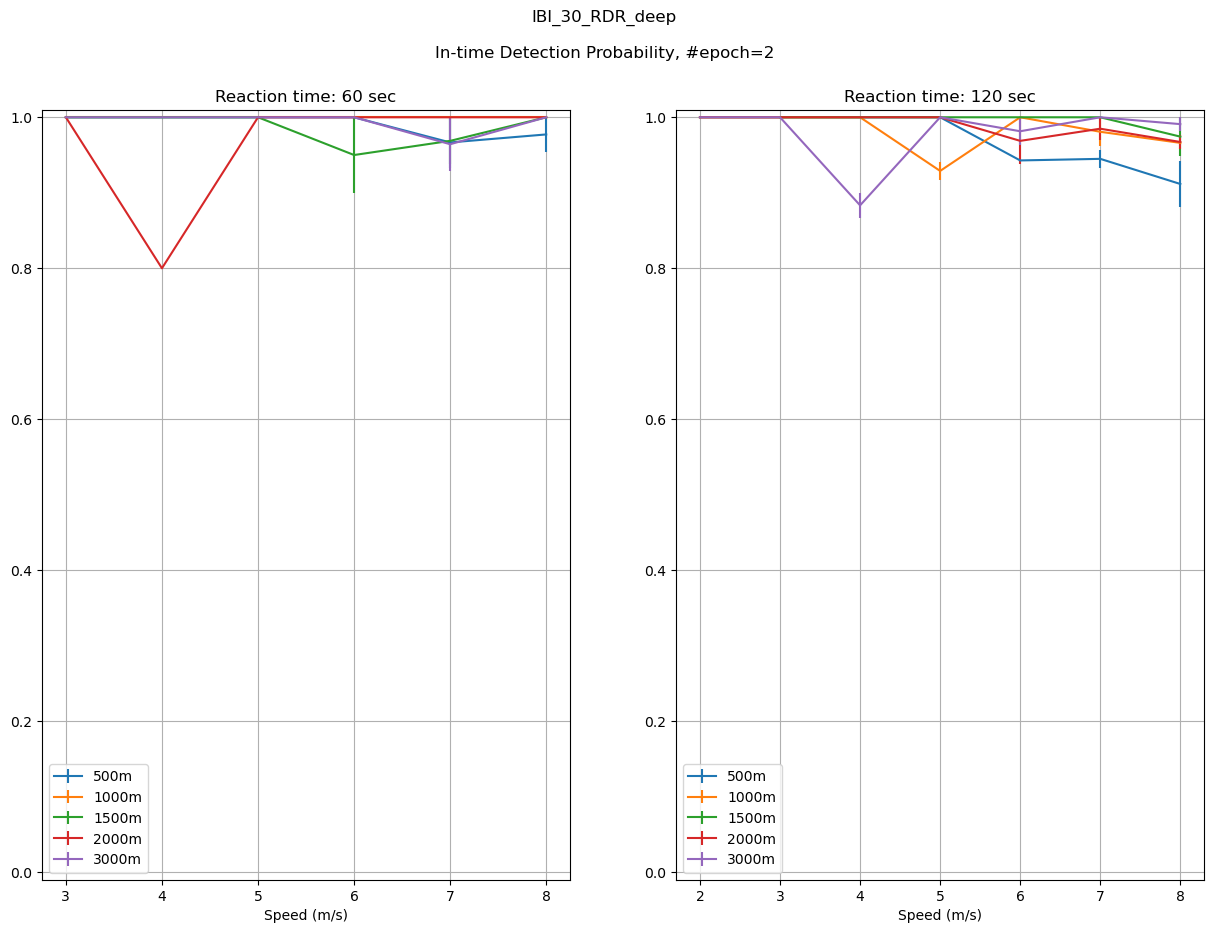 IBI_30_RDR_deep
In-time Detection Probability, #epoch=2
Reaction time: 60 sec
1.0
0.8
0.6
0.4
0.2
0.0
500m
1000m
1500m
2000m
3000m
3 4 5 6 7 8
Speed (m/s)
Reaction time: 120 sec
1.0
0.8
0.6
0.4
0.2
0.0
500m
1000m
1500m
2000m
3000m
2 3 4 5 6 7 8
Speed (m/s)